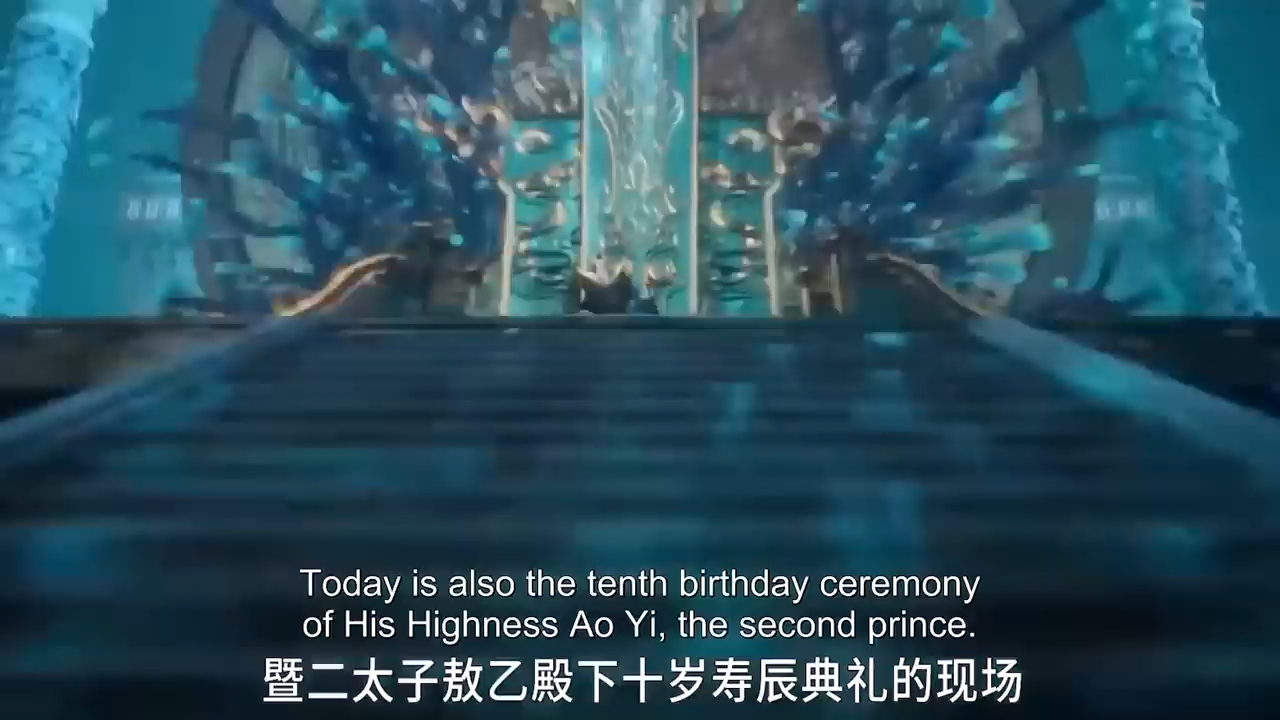 Today is also the tenth birthday ceremony
of His Highness Ao Yi, the second prince.
暨二太子敖乙殿下十岁寿辰典礼的现场